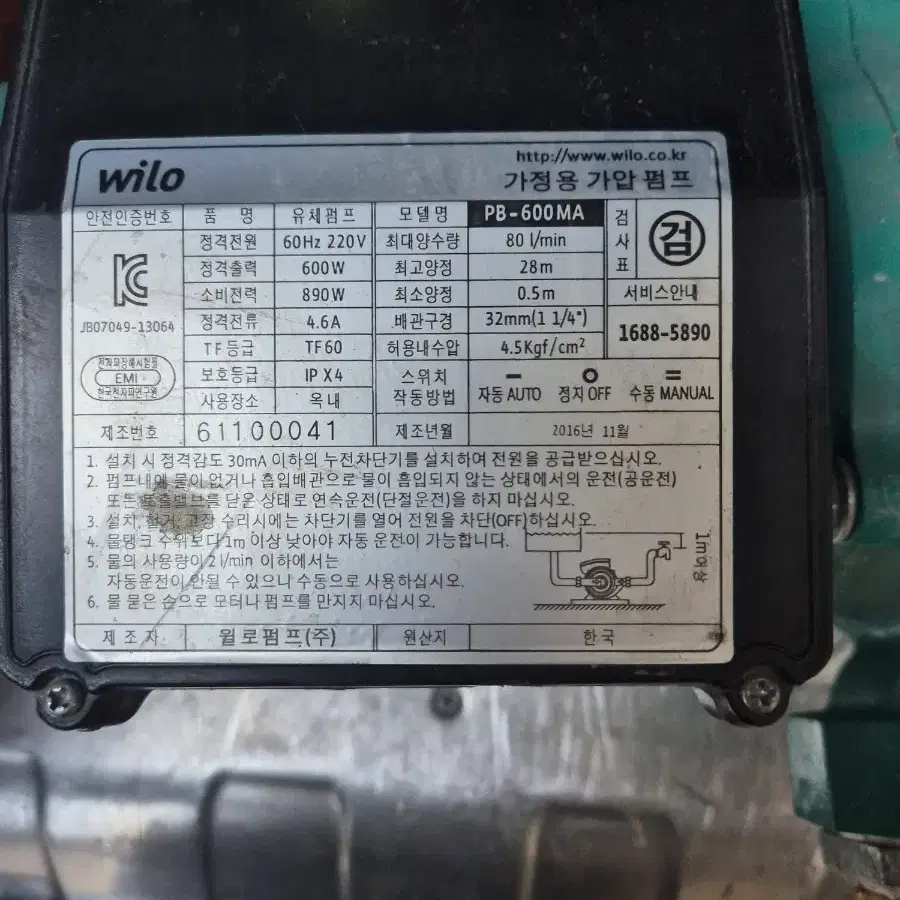 wilo
http://www.wilo.co.kr
가정용 가압 펌프
안전인증번호 품 명 유체펌프 모델명 PB-600MA 검사표 검
정격전원 60Hz 220V 최대양수량 80 l/min
정격출력 600W 최고양정 28m
소비전력 890W 최소양정 0.5m 서비스안내
JB07049-13064 정격전류 4.6A 배관구경 32mm(1 1/4") 1688-5890
TF등급 TF60 허용내수압 4.5Kgf/cm²
전자파장해시험필
EMI
한국전자파연구원
보호등급 IP X4 스위치 작동방법 자동 AUTO 정지 OFF 수동 MANUAL
사용장소 옥내
제조번호 61100041 제조년월 2016년 11월
1. 설치 시 정격감도 30mA 이하의 누전차단기를 설치하여 전원을 공급받으십시오.
2. 펌프내에 물이 없거나 흡입배관으로 물이 흡입되지 않는 상태에서의 운전(공운전)
또는 토출밸브를 닫은 상태로 연속운전(단절운전)을 하지 마십시오.
3. 설치, 철거, 고장 수리시에는 차단기를 열어 전원을 차단(OFF)하십시오.
4. 물탱크 수위보다 1m 이상 낮아야 자동 운전이 가능합니다.
1m이상
5. 물의 사용량이 2 l/min 이하에서는
자동운전이 안될 수 있으나 수동으로 사용하십시오.
6. 물 묻은 손으로 모터나 펌프를 만지지 마십시오.
제 조 자 윌로펌프(주) 원산지 한 국